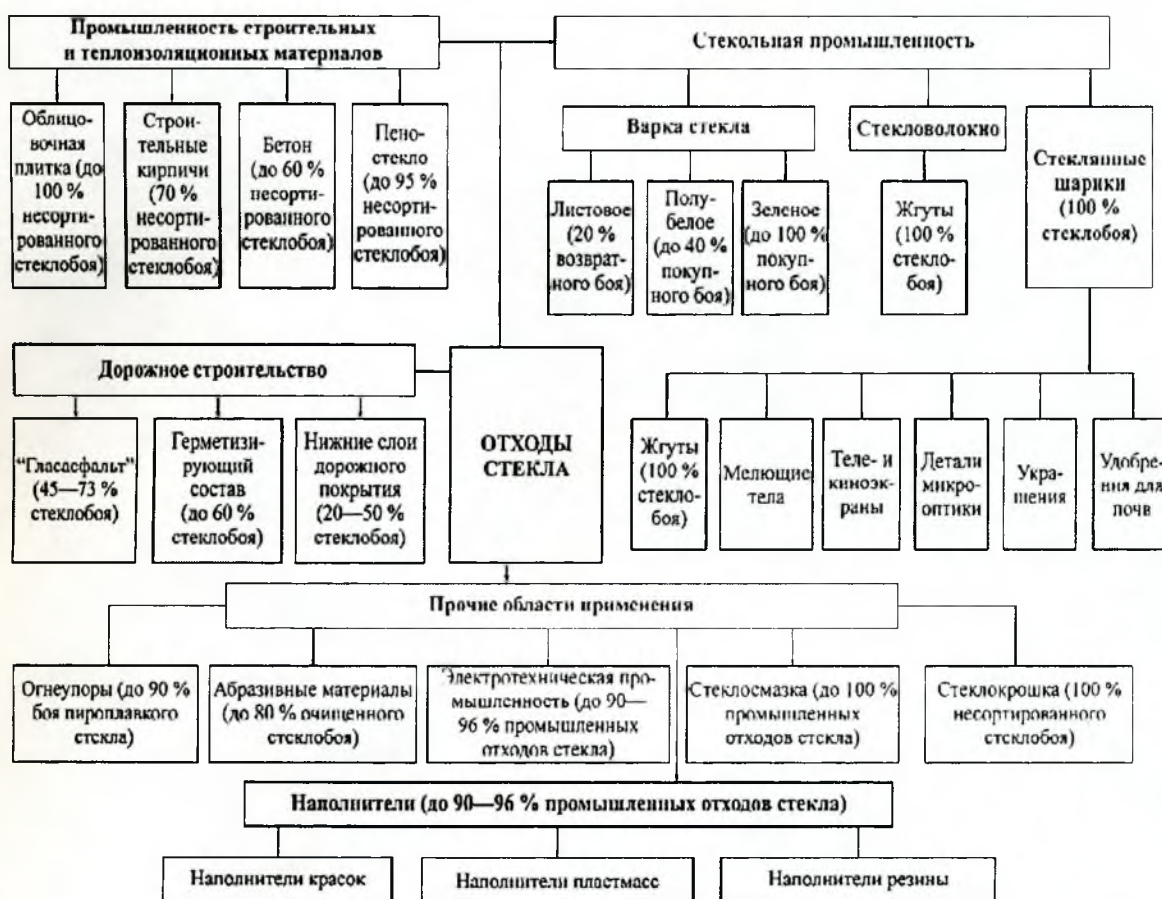 Промышленность строительных
и теплоизоляционных материалов
Стекольная промышленность
Облицо-
вочная
плитка (до
100 %
несорти-
рованного
стеклобоя)
Строи-
тельные
кирпичи
(70 %
несорти-
рованного
стеклобоя)
Бетон
(до 60 %
несорти-
рованного
стеклобоя)
Пено-
стекло
(до 95 %
несорти-
рованного
стеклобоя)
Варка стекла
Стекловолокно
Стеклянные
шарики
(100 %
стеклобоя)
Листовое
(20 %
возврат-
ного боя)
Полу-
белое
(до 40 %
покуп-
ного боя)
Зеленое
(до 100 %
покуп-
ного боя)
Жгуты
(100 %
стекло-
боя)
Дорожное строительство
ОТХОДЫ
СТЕКЛА
“Гласасфальт”
(45—73 %
стеклобоя)
Герметизи-
рующий
состав
(до 60 %
стеклобоя)
Нижние слои
дорожного
покрытия
(20—50 %
стеклобоя)
Жгуты
(100 %
стекло-
боя)
Мелющие
тела
Теле- и
киноэк-
раны
Детали
микро-
оптики
Укра-
шения
Удобре-
ния для
почв
Прочие области применения
Огнеупоры (до 90 %
боя пироплавкого
стекла)
Абразивные материалы
(до 80 % очищенного
стеклобоя)
Электротехническая про-
мышленность (до 90—
96 % промышленных
отходов стекла)
Стеклосмазка (до 100 %
промышленных
отходов стекла)
Стеклокрошка (100 %
несортированного
стеклобоя)
Наполнители (до 90—96 % промышленных отходов стекла)
Наполнители красок
Наполнители пластмасс
Наполнители резины